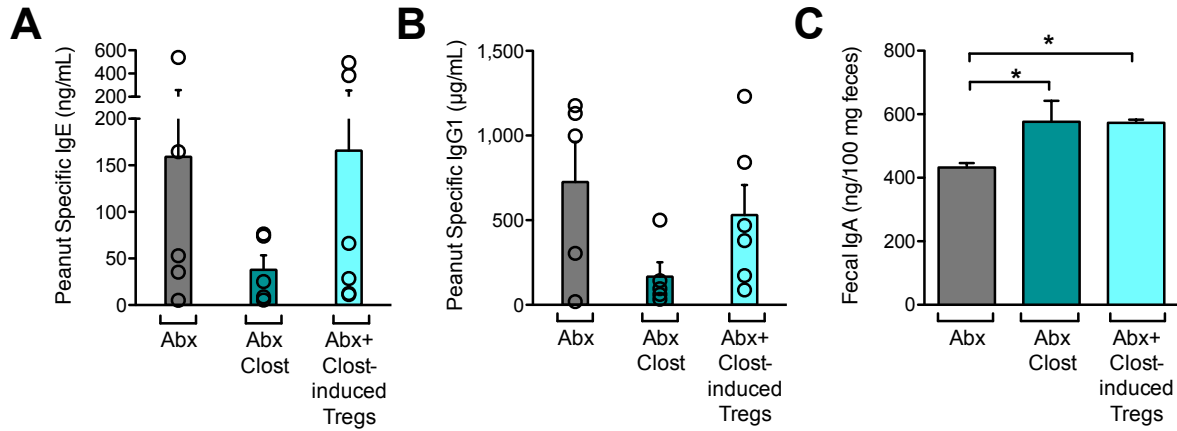 A
Peanut Specific IgE (ng/mL)
600
400
200
200
150
100
50
0
Abx
Abx
Clost
Abx+
Clost-
induced
Tregs
B
Peanut Specific IgG1 (µg/mL)
1,500
1,000
500
0
Abx
Abx
Clost
Abx+
Clost-
induced
Tregs
C
Fecal IgA (ng/100 mg feces)
800
600
400
200
0
*
*
Abx
Abx
Clost
Abx+
Clost-
induced
Tregs